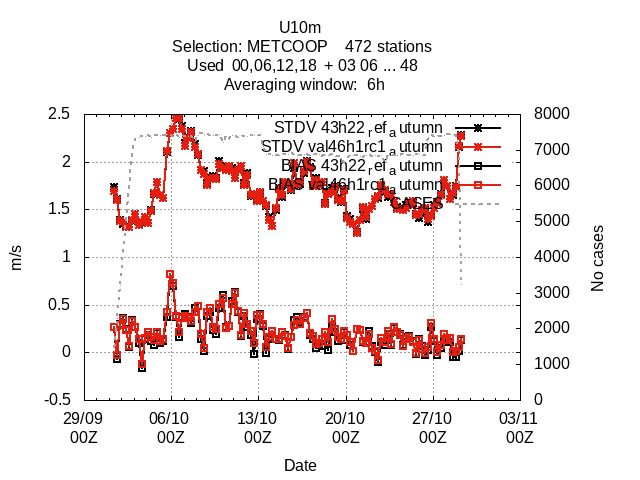 U10m
Selection: METCOOP 472 stations
Used 00,06,12,18 + 03 06 ... 48
Averaging window: 6h
2.5
2
1.5
1
0.5
0
-0.5
m/s
8000
7000
6000
5000
4000
3000
2000
1000
0
No cases
STDV 43h22_ref_autumn
STDV val46h1rc1_autumn
BIAS 43h22_ref_autumn
BIAS val46h1rc1_autumn
CASES
29/09 06/10 13/10 20/10 27/10 03/11
00Z 00Z 00Z 00Z 00Z 00Z
Date